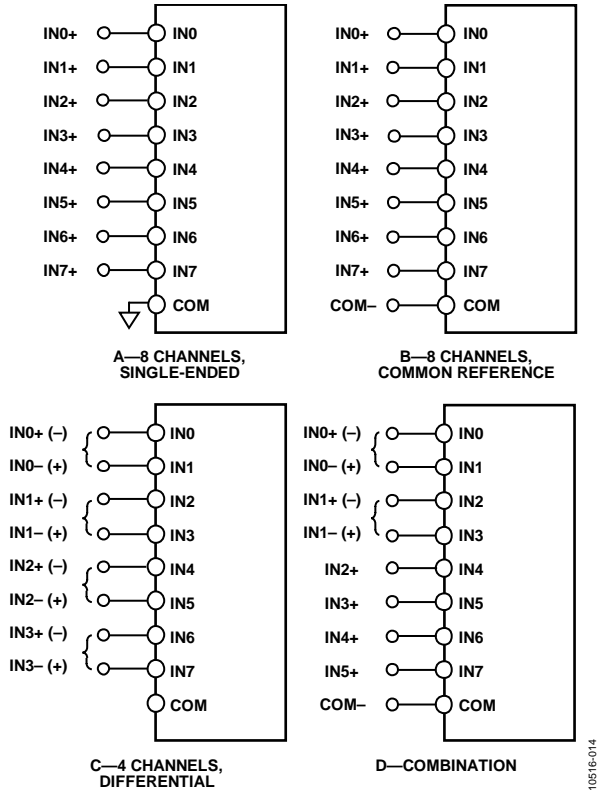 IN0+ IN0
IN1+ IN1
IN2+ IN2
IN3+ IN3
IN4+ IN4
IN5+ IN5
IN6+ IN6
IN7+ IN7
COM
A—8 CHANNELS,
SINGLE-ENDED
IN0+ IN0
IN1+ IN1
IN2+ IN2
IN3+ IN3
IN4+ IN4
IN5+ IN5
IN6+ IN6
IN7+ IN7
COM– COM
B—8 CHANNELS,
COMMON REFERENCE
IN0+ (–) IN0
IN0– (+) IN1
IN1+ (–) IN2
IN1– (+) IN3
IN2+ (–) IN4
IN2– (+) IN5
IN3+ (–) IN6
IN3– (+) IN7
COM
C—4 CHANNELS,
DIFFERENTIAL
IN0+ (–) IN0
IN0– (+) IN1
IN1+ (–) IN2
IN1– (+) IN3
IN2+ IN4
IN3+ IN5
IN4+ IN6
IN5+ IN7
COM– COM
D—COMBINATION
10516-014